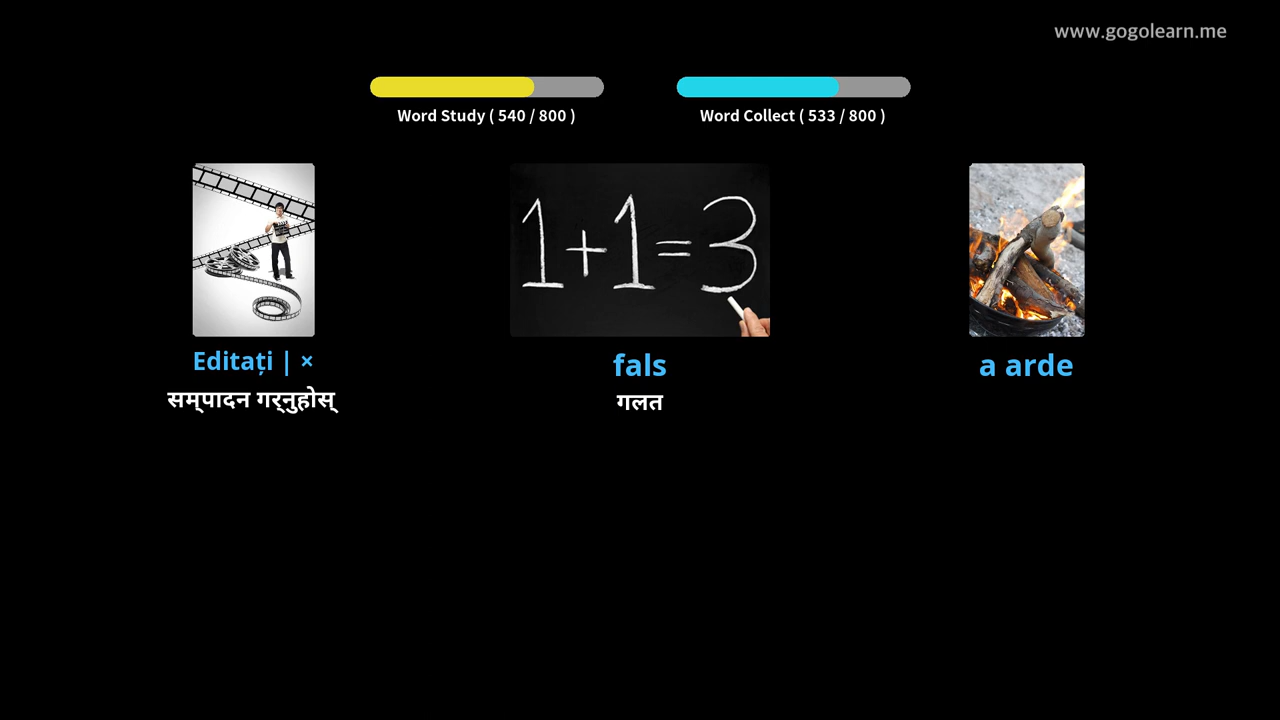 www.gogolearn.me
Word Study ( 540 / 800 )
Word Collect ( 533 / 800 )
1+1=3
Editați | ×
fals
a arde
सम्पादन गर्नुहोस्
गलत